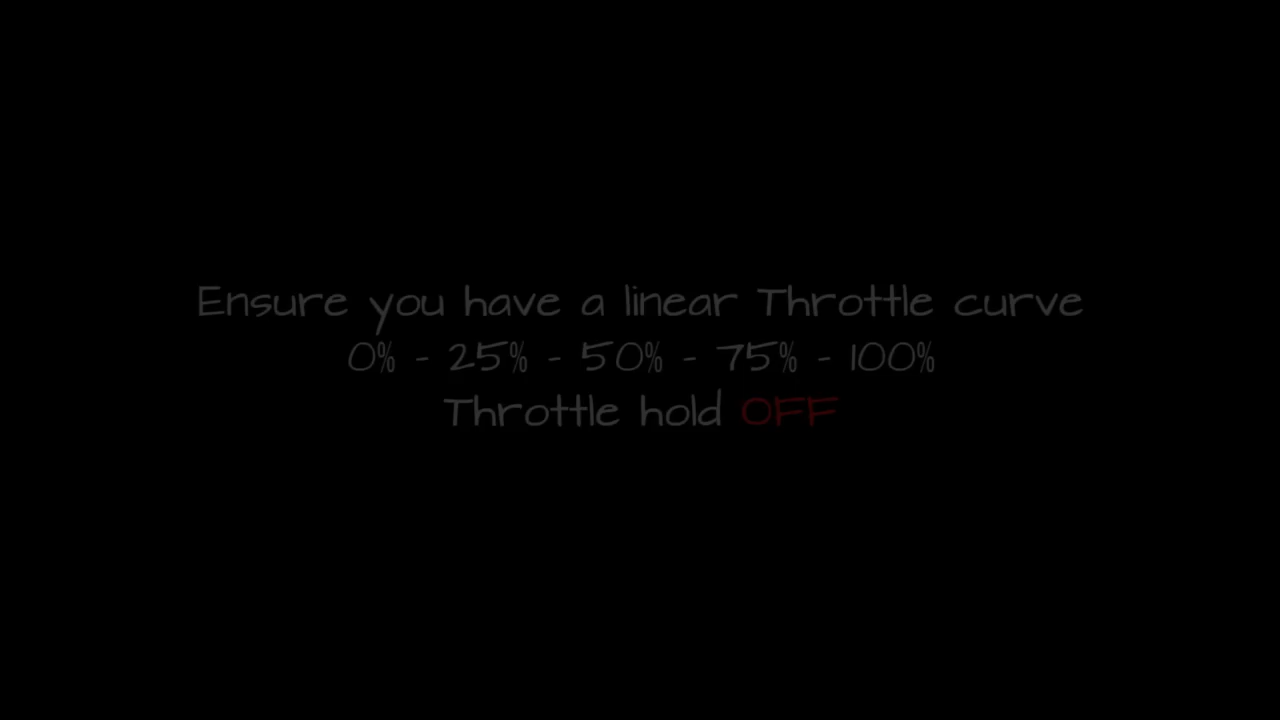 Ensure you have a linear Throttle curve
0% - 25% - 50% - 75% - 100%
Throttle hold OFF